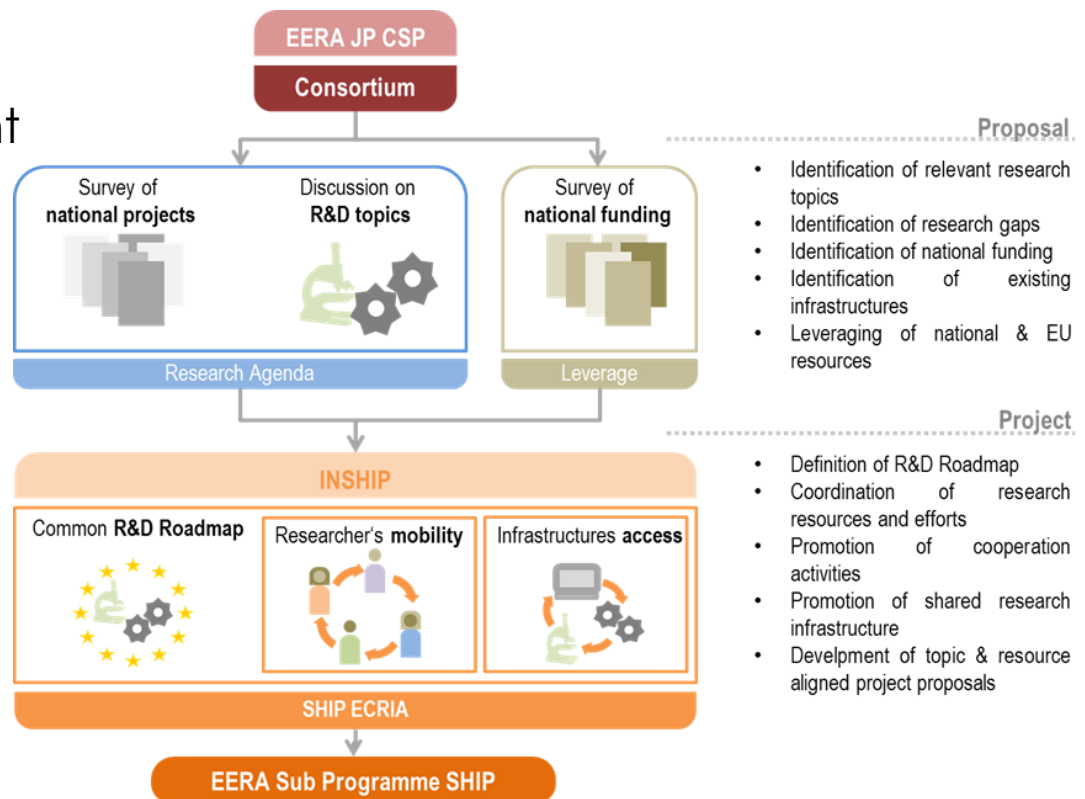 EERA JP CSP
Consortium
nt
Proposal
Survey of
national projects
Discussion on
R&D topics
Survey of
national funding
Research Agenda
Leverage
• Identification of relevant research
topics
• Identification of research gaps
• Identification of national funding
• Identification of existing
infrastructures
• Leveraging of national & EU
resources
Project
INSHIP
Common R&D Roadmap
Researcher‘s mobility
Infrastructures access
SHIP ECRIA
EERA Sub Programme SHIP
• Definition of R&D Roadmap
• Coordination of research
resources and efforts
• Promotion of cooperation
activities
• Promotion of shared research
infrastructure
• Develpment of topic & resource
aligned project proposals